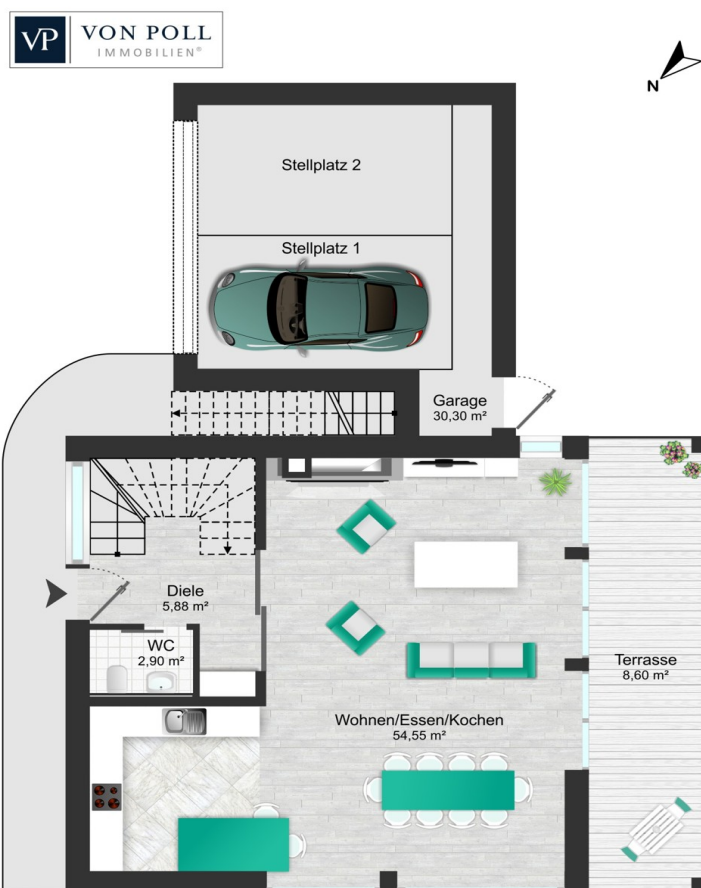 VP VON POLL
IMMOBILIEN®
N
Stellplatz 2
Stellplatz 1
Garage
30,30 m²
Diele
5,88 m²
WC
2,90 m²
Terrasse
8,60 m²
Wohnen/Essen/Kochen
54,55 m²